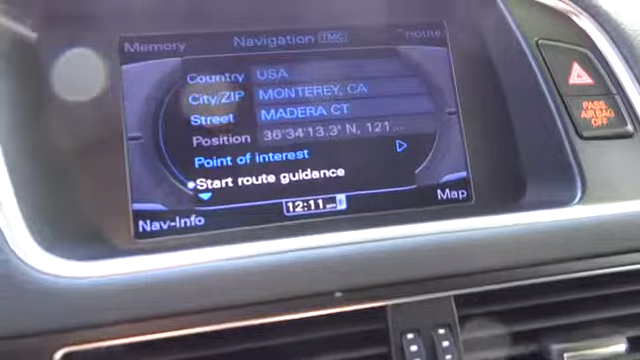 Memory Navigation TMC Route
Country USA
City/ZIP MONTEREY, CA
Street MADERA CT
Position 36°34'13.3" N, 121...
Point of interest
Start route guidance
Nav-Info 12:11 Map
PASS
AIR BAG
OFF